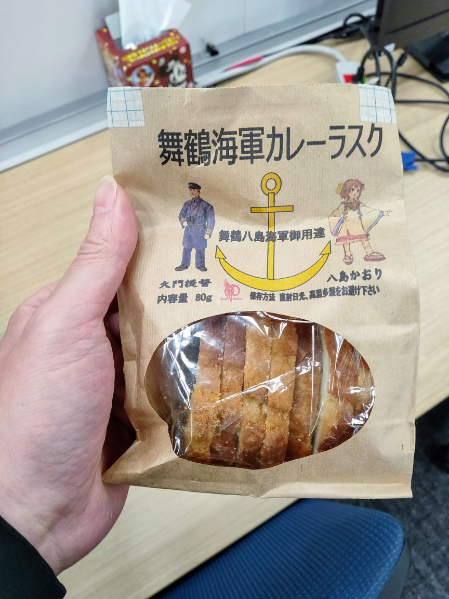 舞鶴海軍カレーラスク
舞鶴八島海軍御用達
大門提督
八島かおり
内容量 80g
保存方法 直射日光、高温多湿をお避け下さい